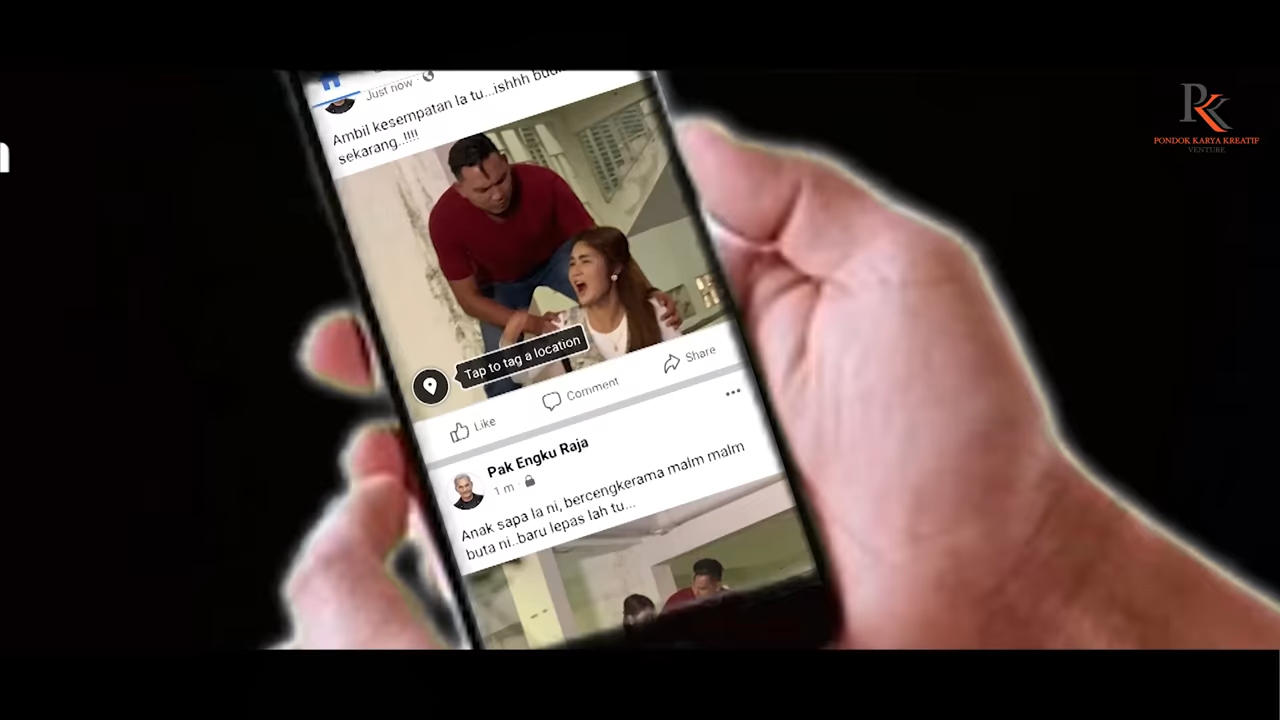 Just now
Ambil kesempatan la tu...ishhh
sekarang..!!!!
Tap to tag a location
Like
Comment
Share
Pak Engku Raja
1 m
Anak sapa la ni, bercengkerama malm malm
buta ni..baru lepas lah tu...
PK
PONDOK KARYA KREATIF
VENTURE